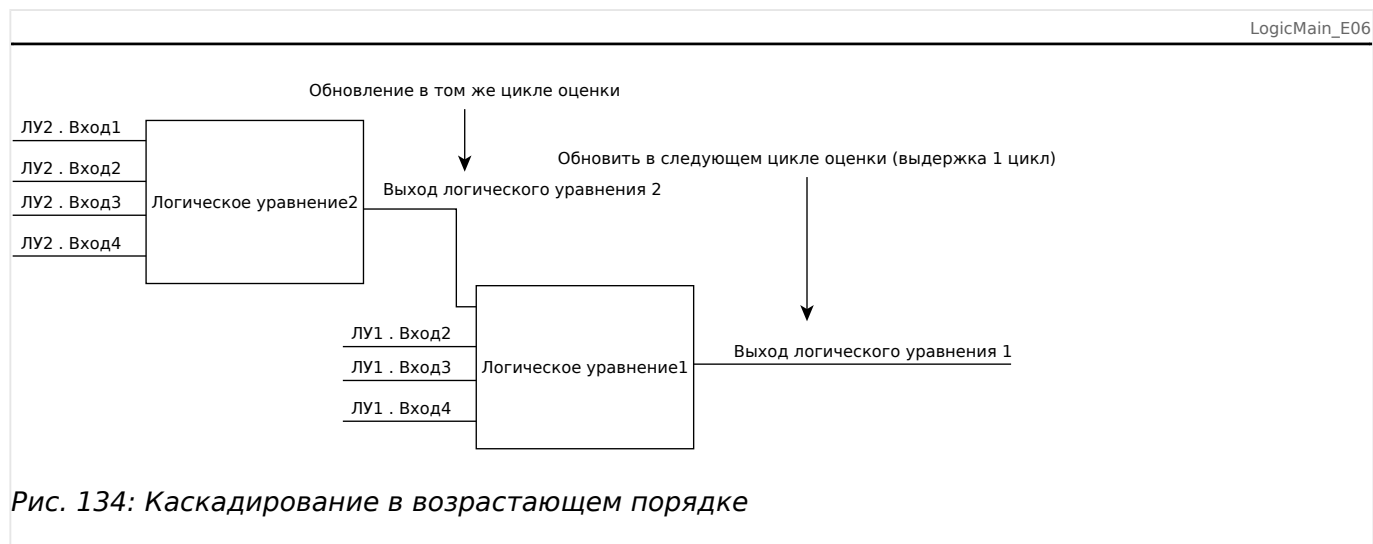 LogicMain_E06
Обновление в том же цикле оценки
ЛУ2 . Вход1
Обновить в следующем цикле оценки (выдержка 1 цикл)
ЛУ2 . Вход2
Выход логического уравнения 2
ЛУ2 . Вход3
Логическое уравнение2
ЛУ2 . Вход4
ЛУ1 . Вход2
Выход логического уравнения 1
ЛУ1 . Вход3
Логическое уравнение1
ЛУ1 . Вход4
Рис. 134: Каскадирование в возрастающем порядке